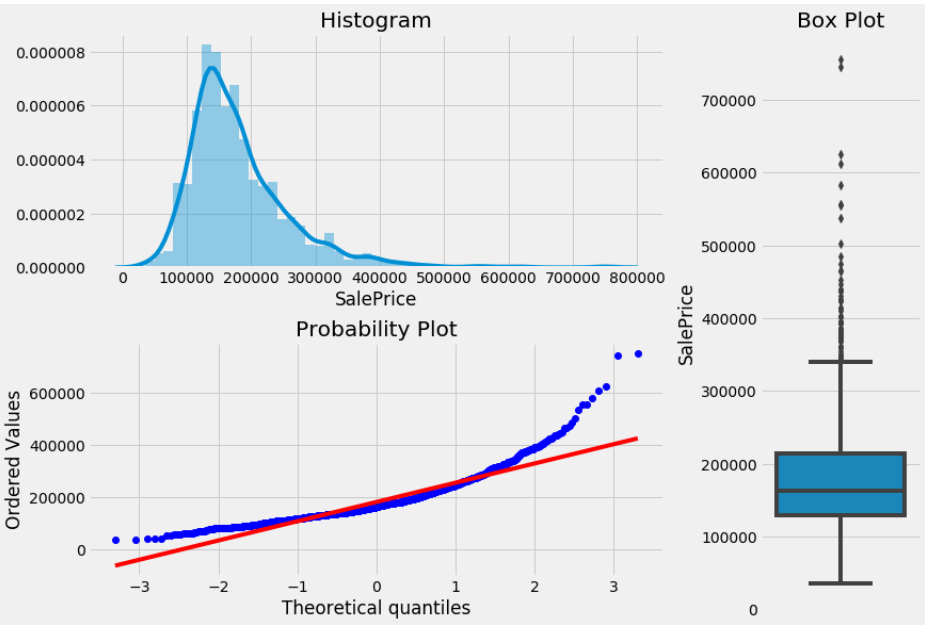 Histogram
0.000008
0.000006
0.000004
0.000002
0.000000
0 100000 200000 300000 400000 500000 600000 700000 800000
SalePrice
Probability Plot
Ordered Values
600000
400000
200000
0
−3 −2 −1 0 1 2 3
Theoretical quantiles
Box Plot
SalePrice
700000
600000
500000
400000
300000
200000
100000
0